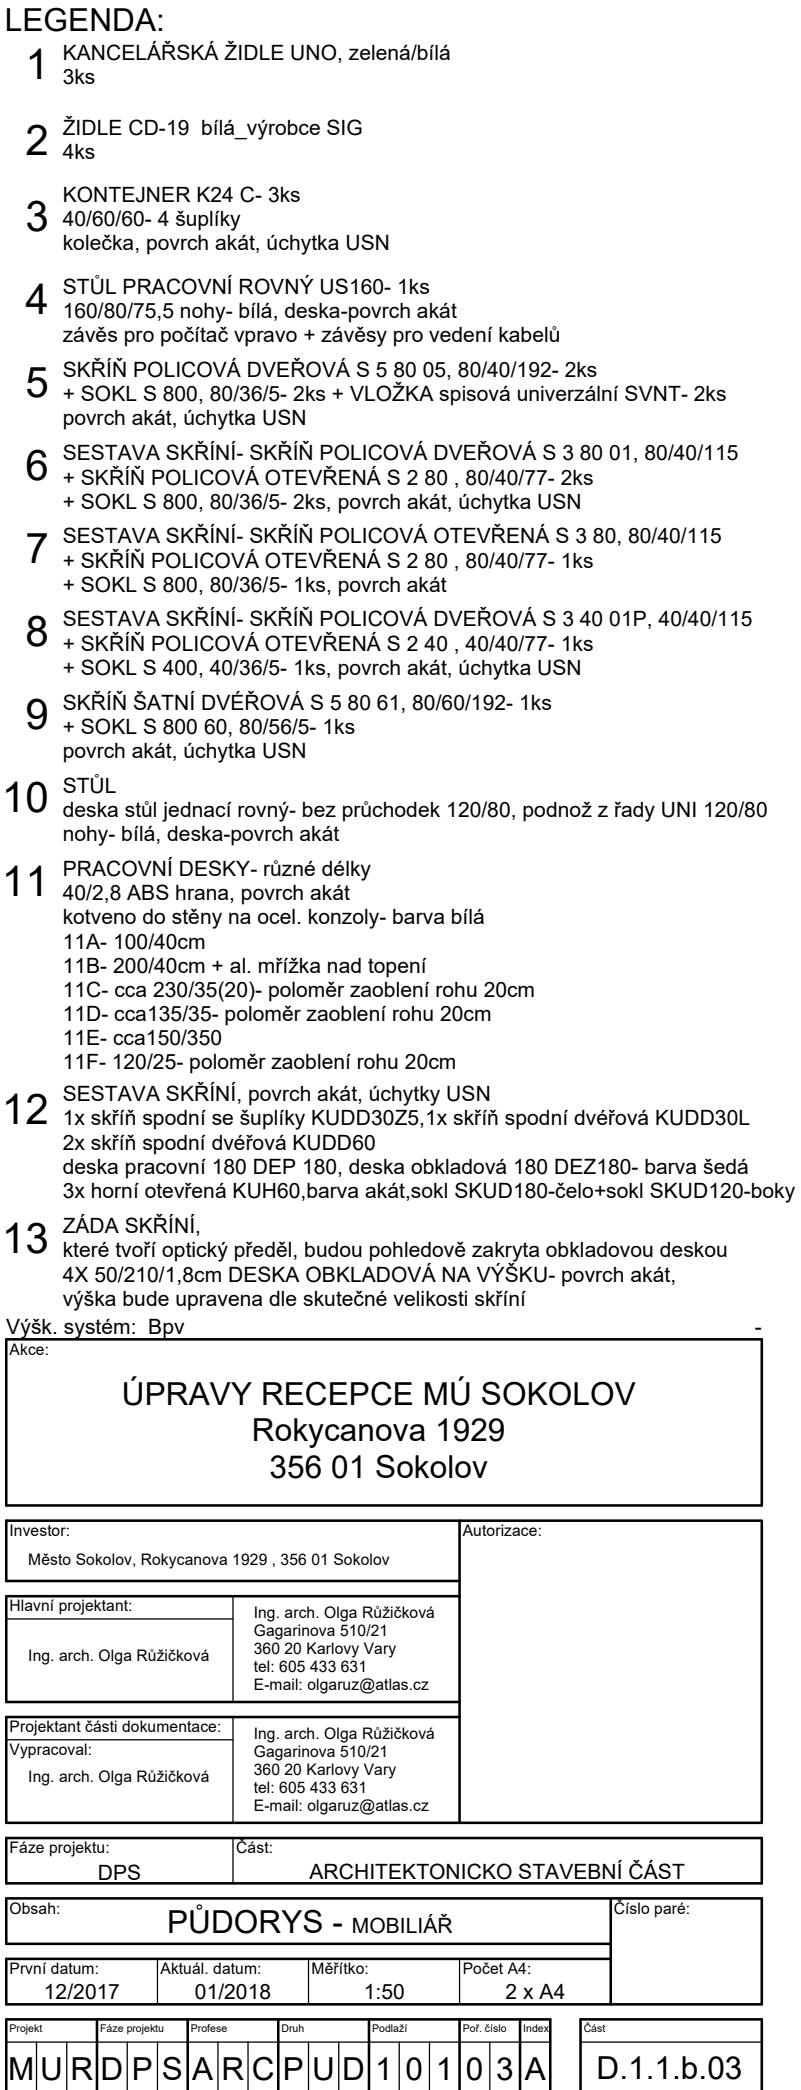 LEGENDA:
1 KANCELÁŘSKÁ ŽIDLE UNO, zelená/bílá
3ks
2 ŽIDLE CD-19 bílá_výrobce SIG
4ks
3 KONTEJNER K24 C- 3ks
40/60/60- 4 šuplíky
kolečka, povrch akát, úchytka USN
4 STŮL PRACOVNÍ ROVNÝ US160- 1ks
160/80/75,5 nohy- bílá, deska-povrch akát
závěs pro počítač vpravo + závěsy pro vedení kabelů
5 SKŘÍŇ POLICOVÁ DVEŘOVÁ S 5 80 05, 80/40/192- 2ks
+ SOKL S 800, 80/36/5- 2ks + VLOŽKA spisová univerzální SVNT- 2ks
povrch akát, úchytka USN
6 SESTAVA SKŘÍNÍ- SKŘÍŇ POLICOVÁ DVEŘOVÁ S 3 80 01, 80/40/115
+ SKŘÍŇ POLICOVÁ OTEVŘENÁ S 2 80 , 80/40/77- 2ks
+ SOKL S 800, 80/36/5- 2ks, povrch akát, úchytka USN
7 SESTAVA SKŘÍNÍ- SKŘÍŇ POLICOVÁ OTEVŘENÁ S 3 80, 80/40/115
+ SKŘÍŇ POLICOVÁ OTEVŘENÁ S 2 80 , 80/40/77- 1ks
+ SOKL S 800, 80/36/5- 1ks, povrch akát
8 SESTAVA SKŘÍNÍ- SKŘÍŇ POLICOVÁ DVEŘOVÁ S 3 40 01P, 40/40/115
+ SKŘÍŇ POLICOVÁ OTEVŘENÁ S 2 40 , 40/40/77- 1ks
+ SOKL S 400, 40/36/5- 1ks, povrch akát, úchytka USN
9 SKŘÍŇ ŠATNÍ DVÉŘOVÁ S 5 80 61, 80/60/192- 1ks
+ SOKL S 800 60, 80/56/5- 1ks
povrch akát, úchytka USN
10 STŮL
deska stůl jednací rovný- bez průchodek 120/80, podnož z řady UNI 120/80
nohy- bílá, deska-povrch akát
11 PRACOVNÍ DESKY- různé délky
40/2,8 ABS hrana, povrch akát
kotveno do stěny na ocel. konzoly- barva bílá
11A- 100/40cm
11B- 200/40cm + al. mřížka nad topení
11C- cca 230/35(20)- poloměr zaoblení rohu 20cm
11D- cca135/35- poloměr zaoblení rohu 20cm
11E- cca150/350
11F- 120/25- poloměr zaoblení rohu 20cm
12 SESTAVA SKŘÍNÍ, povrch akát, úchytky USN
1x skříň spodní se šuplíky KUDD30Z5,1x skříň spodní dvéřová KUDD30L
2x skříň spodní dvéřová KUDD60
deska pracovní 180 DEP 180, deska obkladová 180 DEZ180- barva šedá
3x horní otevřená KUH60,barva akát,sokl SKUD180-čelo+sokl SKUD120-boky
13 ZÁDA SKŘÍNÍ,
které tvoří optický předěl, budou pohledově zakryta obkladovou deskou
4X 50/210/1,8cm DESKA OBKLADOVÁ NA VÝŠKU- povrch akát,
výška bude upravena dle skutečné velikosti skříní
Výšk. systém: Bpv -
Akce:
ÚPRAVY RECEPCE MÚ SOKOLOV
Rokycanova 1929
356 01 Sokolov
Investor:
Město Sokolov, Rokycanova 1929 , 356 01 Sokolov
Autorizace:
Hlavní projektant:
Ing. arch. Olga Růžičková
Ing. arch. Olga Růžičková
Gagarinova 510/21
360 20 Karlovy Vary
tel: 605 433 631
E-mail: olgaruz@atlas.cz
Projektant části dokumentace:
Vypracoval:
Ing. arch. Olga Růžičková
Ing. arch. Olga Růžičková
Gagarinova 510/21
360 20 Karlovy Vary
tel: 605 433 631
E-mail: olgaruz@atlas.cz
Fáze projektu:
DPS
Část:
ARCHITEKTONICKO STAVEBNÍ ČÁST
Obsah:
PŮDORYS - MOBILIÁŘ
Číslo paré:
První datum:
12/2017
Aktuál. datum:
01/2018
Měřítko:
1:50
Počet A4:
2 x A4
Projekt Fáze projektu Profese Druh Podlaží Poř. číslo Index Část
M U R D P S A R C P U D 1 0 1 0 3 A D.1.1.b.03